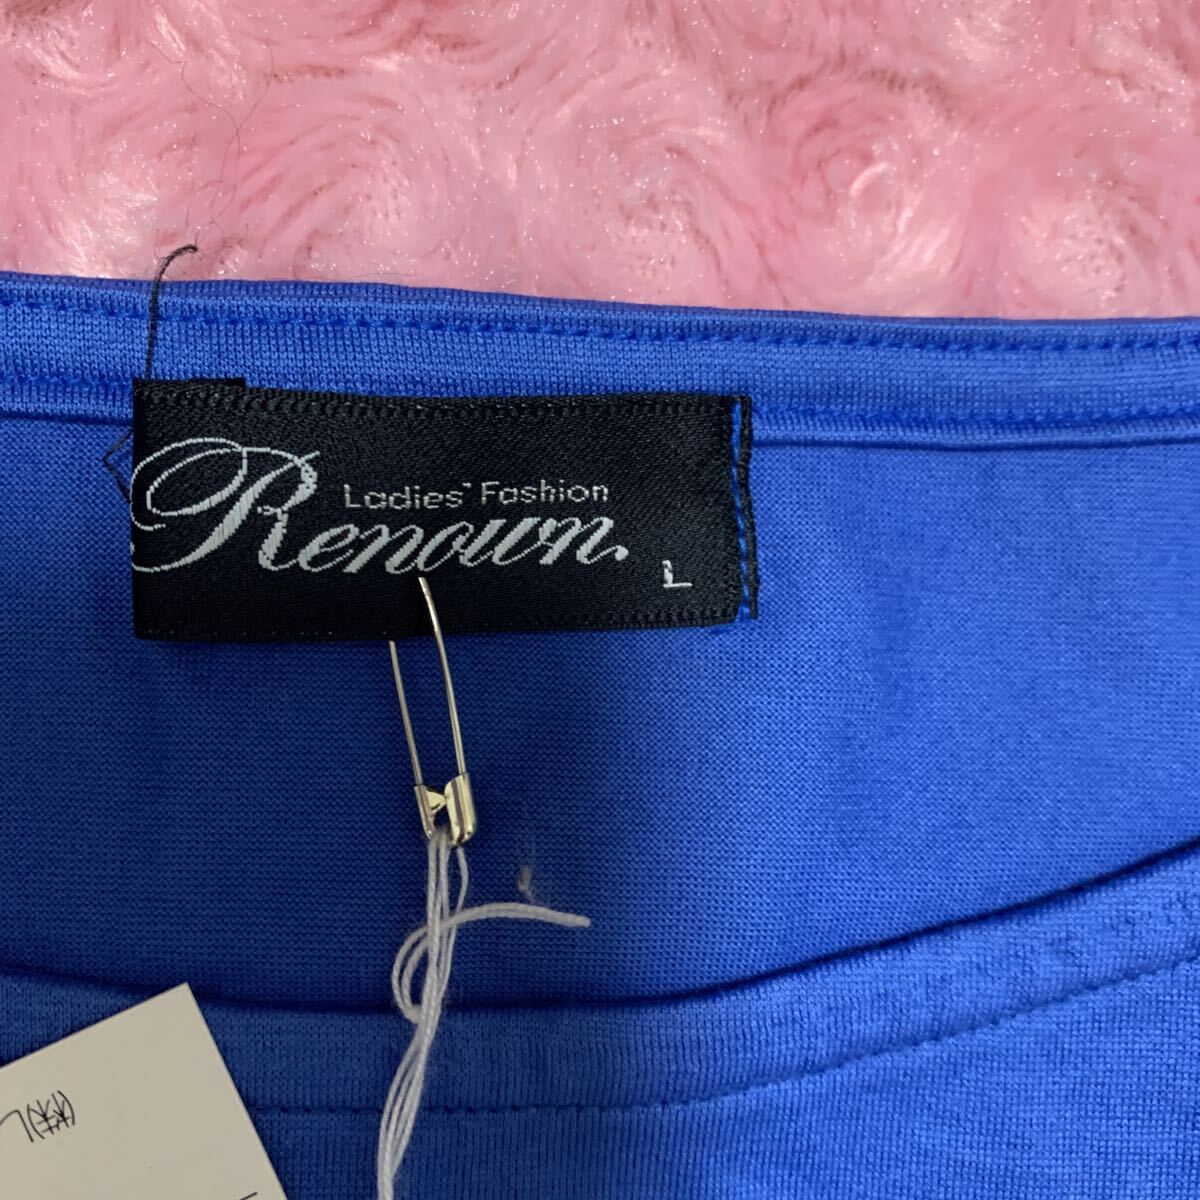 Ladies' Fashion
Renown.
L